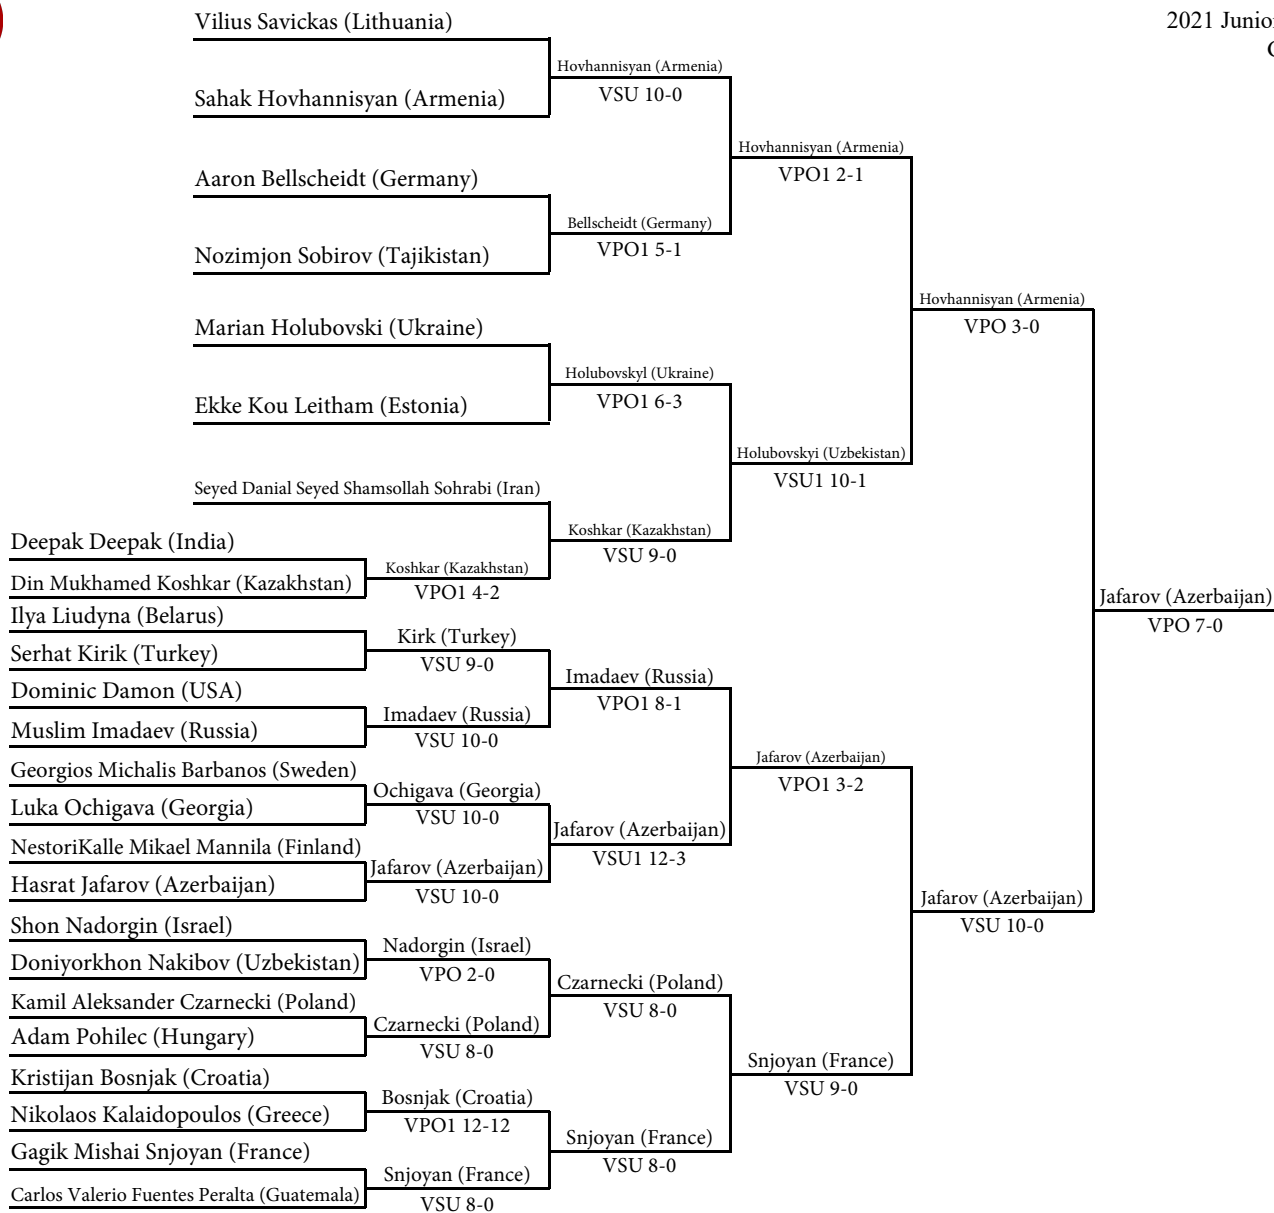 Vilius Savickas (Lithuania)
2021 Junior
Hovhannisyan (Armenia)
VSU 10-0
Sahak Hovhannisyan (Armenia)
Hovhannisyan (Armenia)
VPO1 2-1
Aaron Bellscheidt (Germany)
Bellscheidt (Germany)
VPO1 5-1
Nozimjon Sobirov (Tajikistan)
Hovhannisyan (Armenia)
VPO 3-0
Marian Holubovski (Ukraine)
Holubovskyl (Ukraine)
VPO1 6-3
Ekke Kou Leitham (Estonia)
Holubovskyi (Uzbekistan)
VSU1 10-1
Seyed Danial Seyed Shamsollah Sohrabi (Iran)
Koshkar (Kazakhstan)
VSU 9-0
Deepak Deepak (India)
Koshkar (Kazakhstan)
VPO1 4-2
Din Mukhamed Koshkar (Kazakhstan)
Jafarov (Azerbaijan)
VPO 7-0
Ilya Liudyna (Belarus)
Kirk (Turkey)
VSU 9-0
Serhat Kirik (Turkey)
Imadaev (Russia)
VPO1 8-1
Dominic Damon (USA)
Imadaev (Russia)
VSU 10-0
Muslim Imadaev (Russia)
Jafarov (Azerbaijan)
VPO1 3-2
Georgios Michalis Barbanos (Sweden)
Ochigava (Georgia)
VSU 10-0
Luka Ochigava (Georgia)
Jafarov (Azerbaijan)
VSU1 12-3
NestoriKalle Mikael Mannila (Finland)
Jafarov (Azerbaijan)
VSU 10-0
Hasrat Jafarov (Azerbaijan)
Jafarov (Azerbaijan)
VSU 10-0
Shon Nadorgin (Israel)
Nadorgin (Israel)
VPO 2-0
Doniyorkhon Nakibov (Uzbekistan)
Czarnecki (Poland)
VSU 8-0
Kamil Aleksander Czarnecki (Poland)
Czarnecki (Poland)
VSU 8-0
Adam Pohilec (Hungary)
Snjoyan (France)
VSU 9-0
Kristijan Bosnjak (Croatia)
Bosnjak (Croatia)
VPO1 12-12
Nikolaos Kalaidopoulos (Greece)
Snjoyan (France)
VSU 8-0
Gagik Mishai Snjoyan (France)
Snjoyan (France)
VSU 8-0
Carlos Valerio Fuentes Peralta (Guatemala)